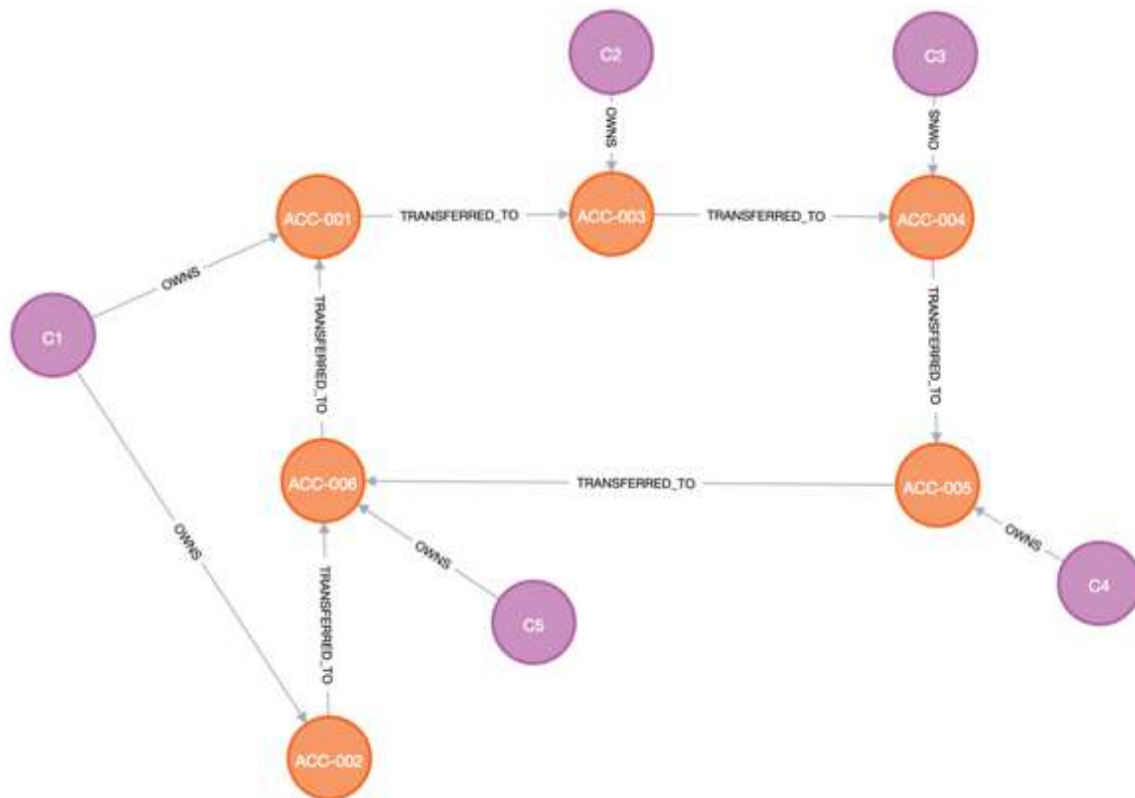 C2
C3
OWNS
OWNS
ACC-001
TRANSFERRED_TO
ACC-003
TRANSFERRED_TO
ACC-004
OWNS
C1
TRANSFERRED_TO
TRANSFERRED_TO
ACC-006
TRANSFERRED_TO
ACC-005
OWNS
OWNS
OWNS
C4
C5
TRANSFERRED_TO
ACC-002